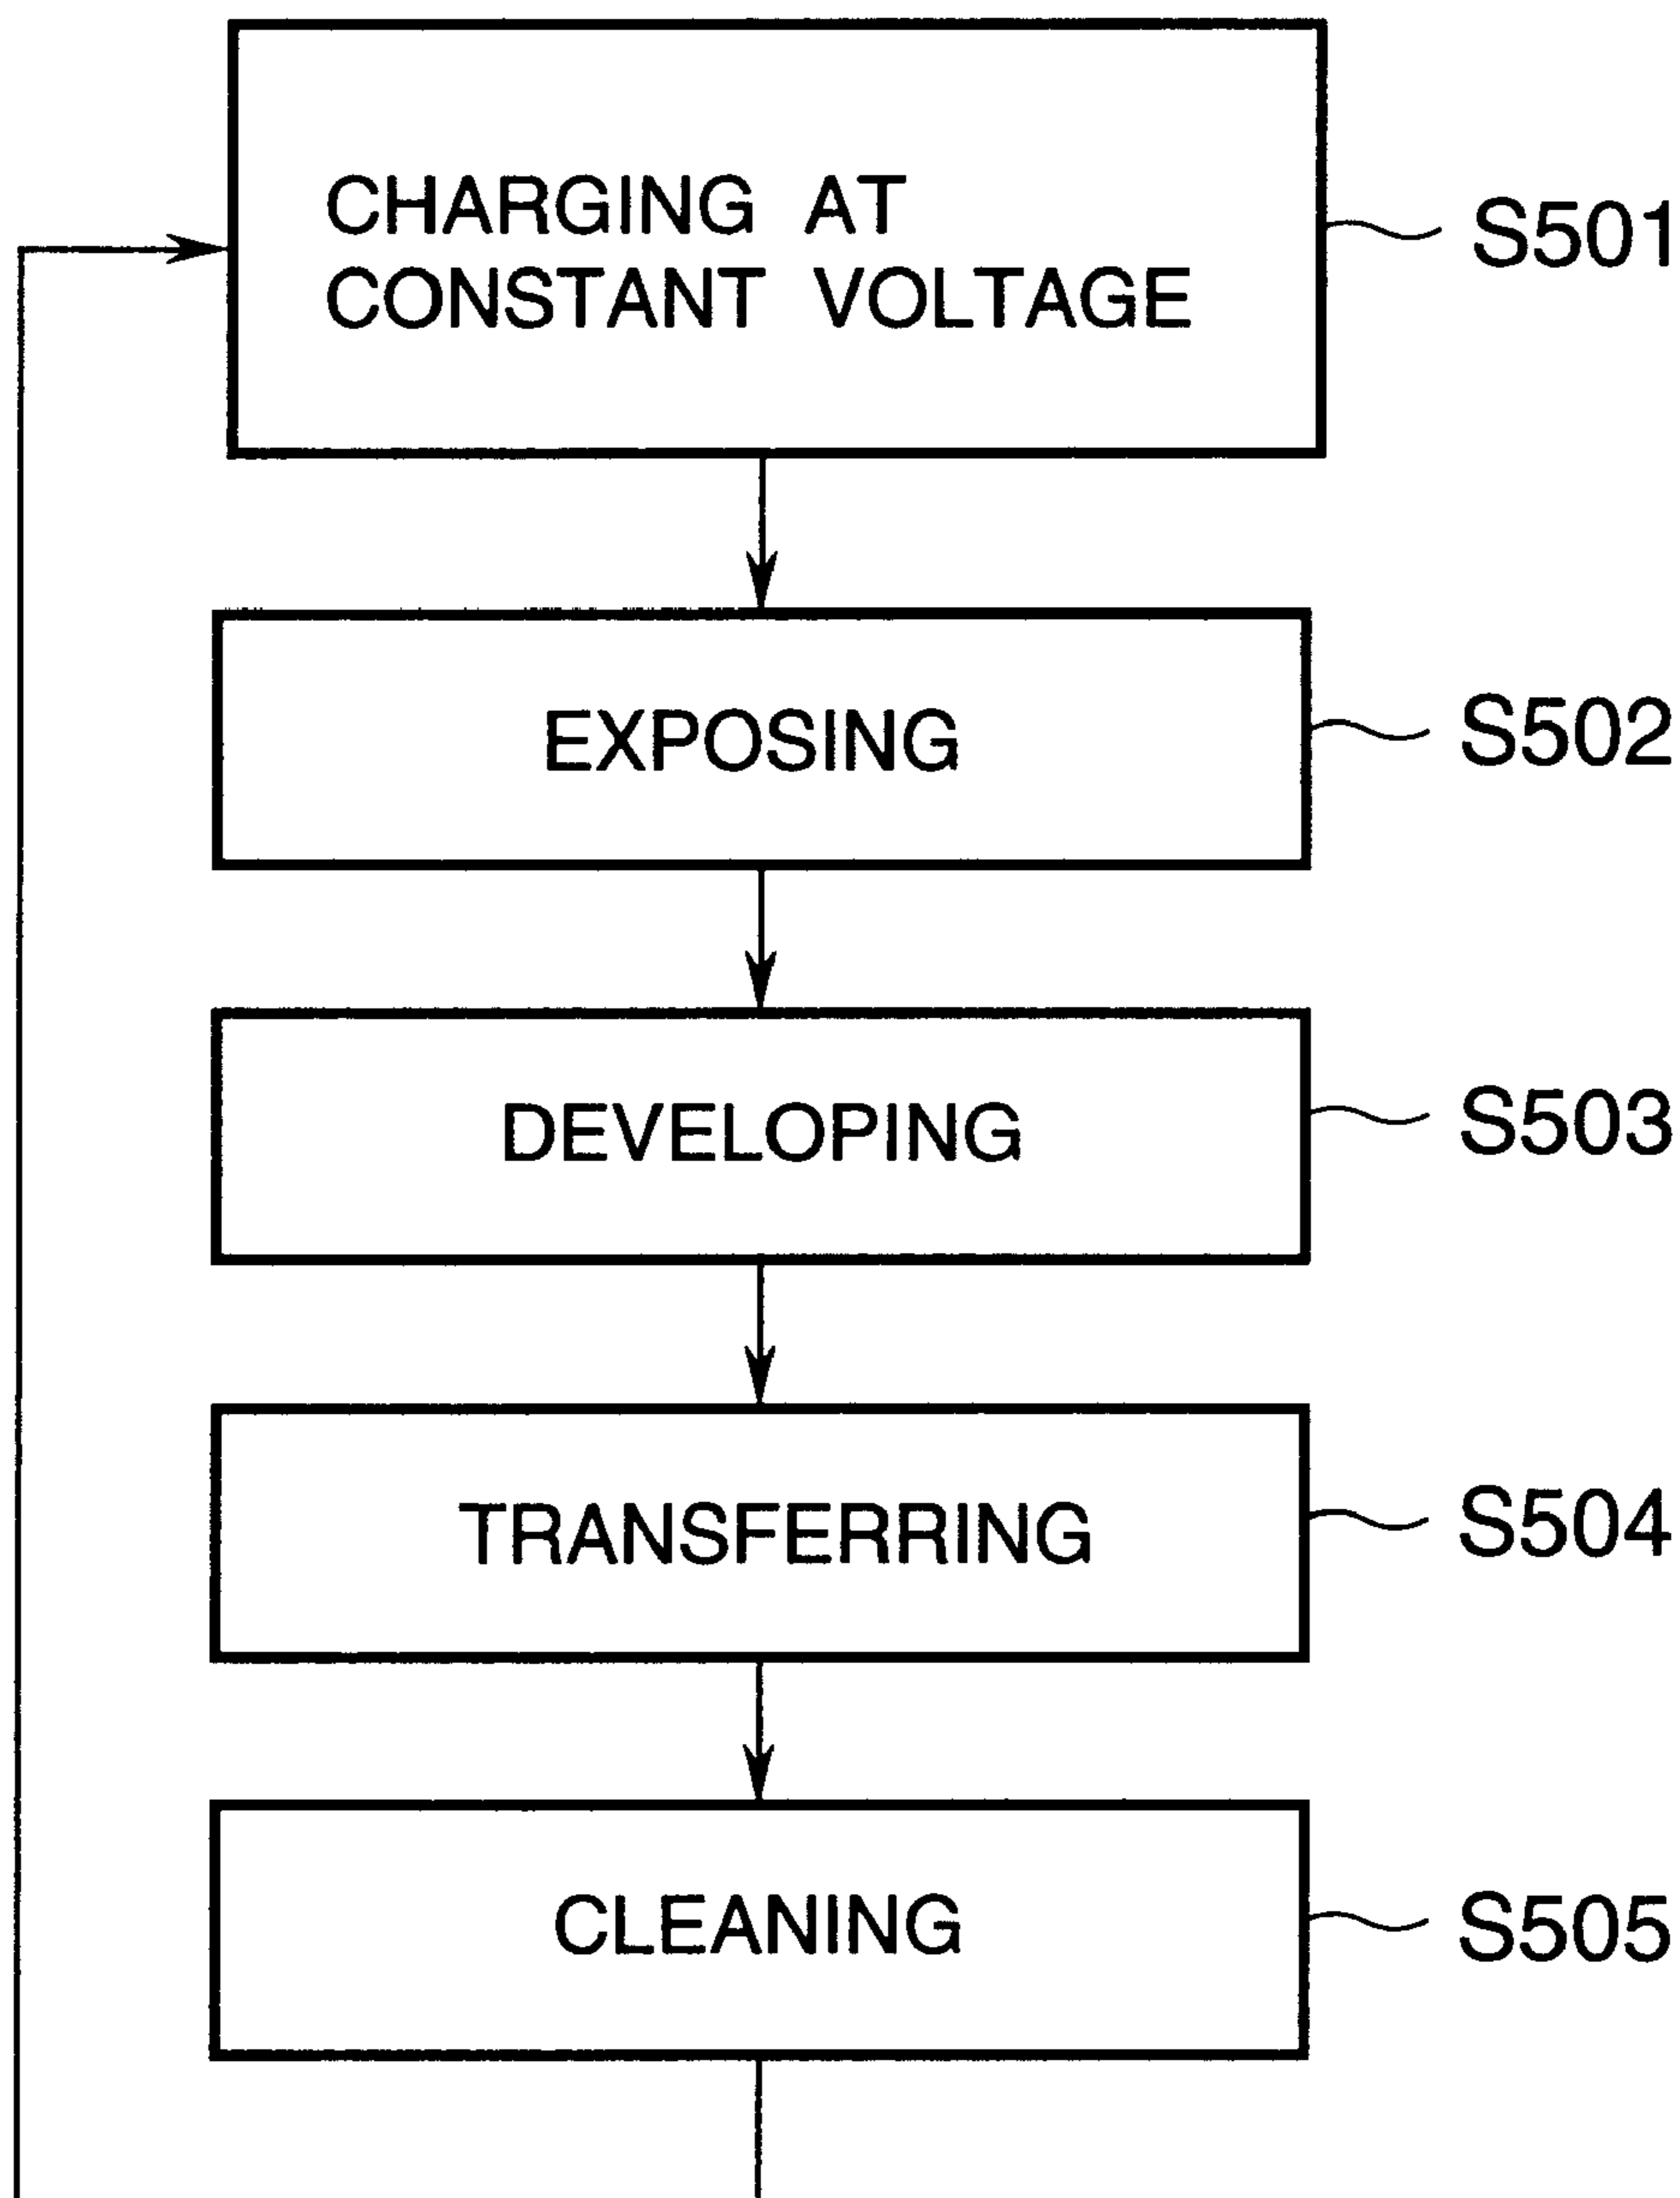 CHARGING AT
CONSTANT VOLTAGE
S501
EXPOSING
S502
DEVELOPING
S503
TRANSFERRING
S504
CLEANING
S505